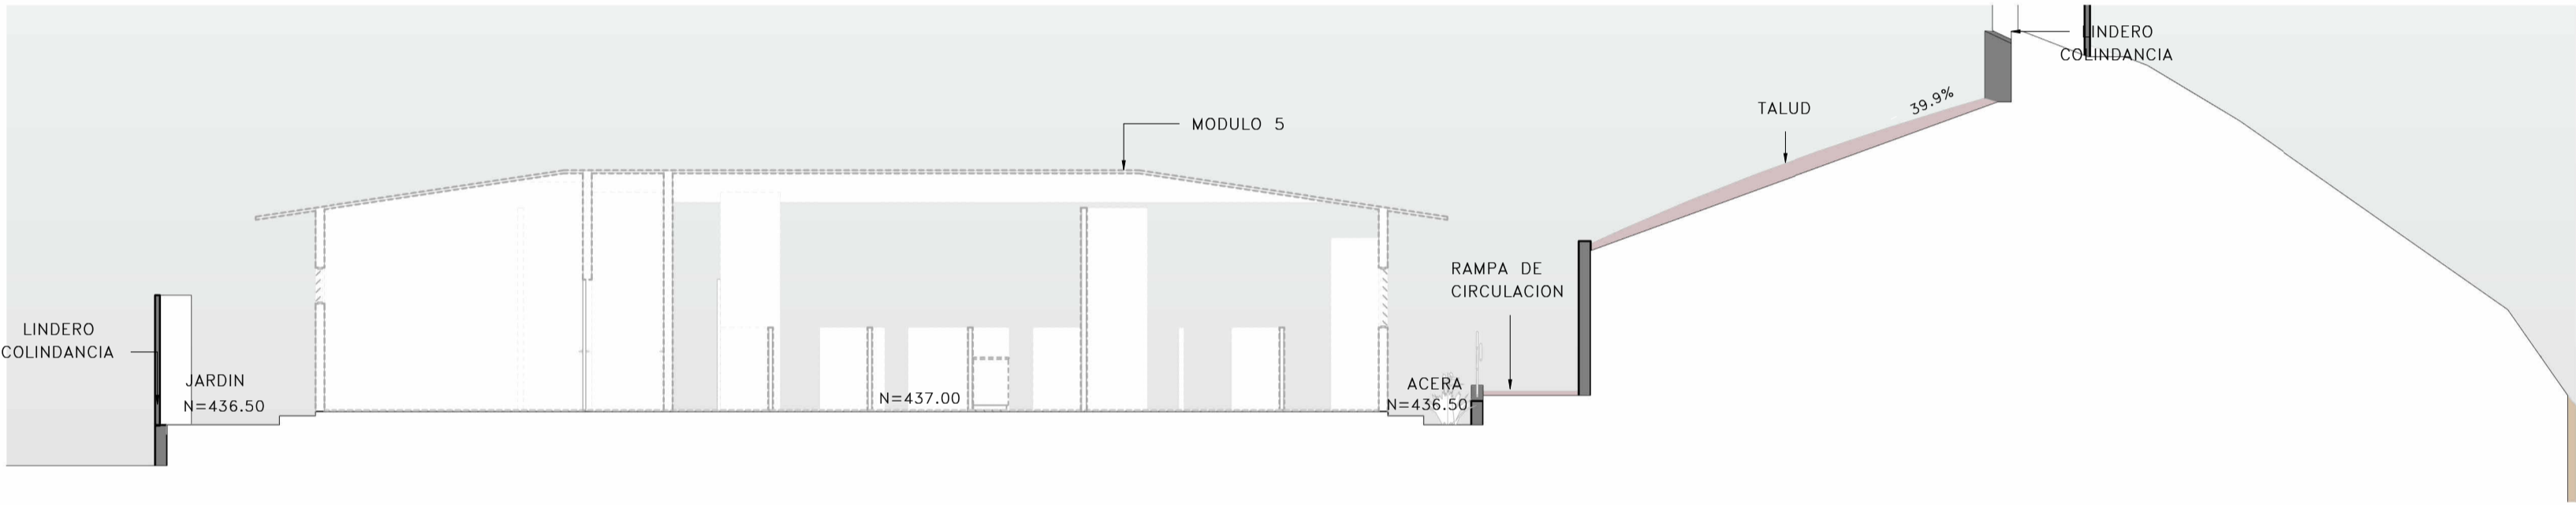 LINDERO
COLINDANCIA
TALUD
39.9%
MODULO 5
RAMPA DE
CIRCULACION
LINDERO
COLINDANCIA
JARDIN
N=436.50
N=437.00
ACERA
N=436.50